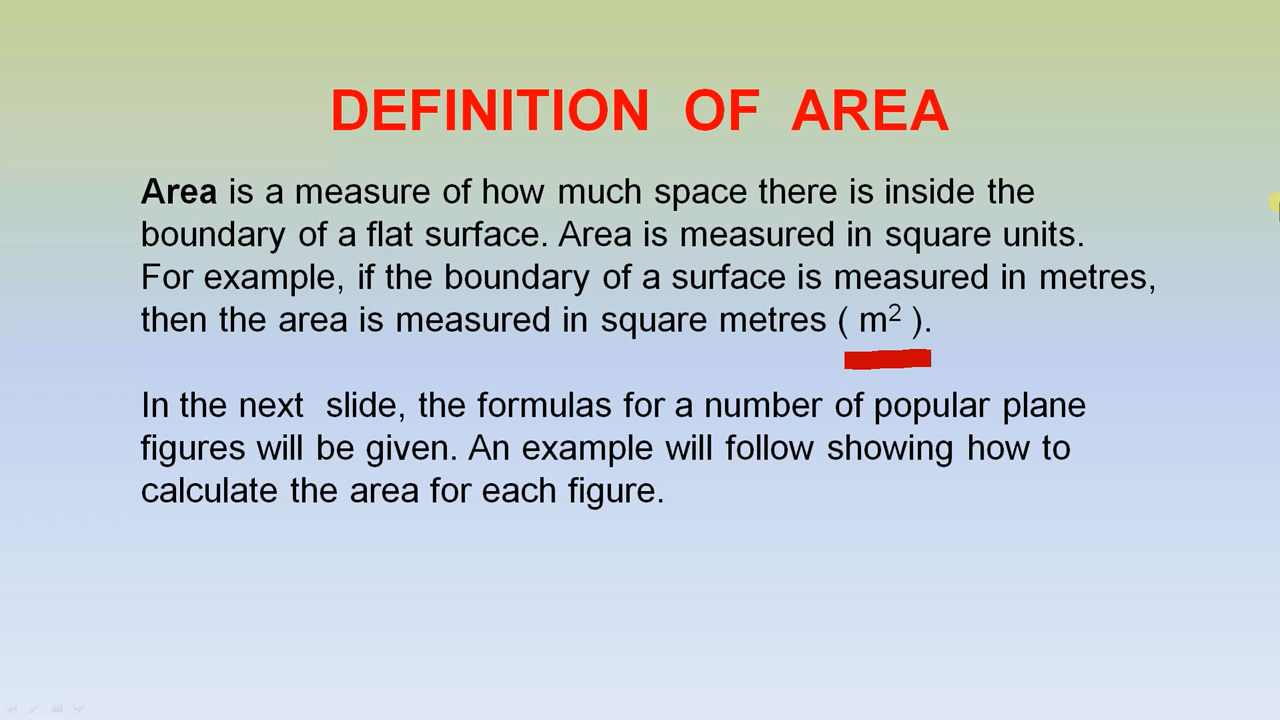 DEFINITION OF AREA
Area is a measure of how much space there is inside the
boundary of a flat surface. Area is measured in square units.
For example, if the boundary of a surface is measured in metres,
then the area is measured in square metres ( m² ).
In the next slide, the formulas for a number of popular plane
figures will be given. An example will follow showing how to
calculate the area for each figure.